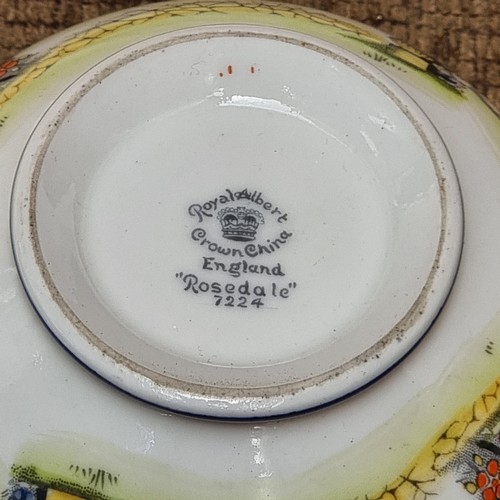 Royal Albert
Crown China
England
"Rosedale"
7224